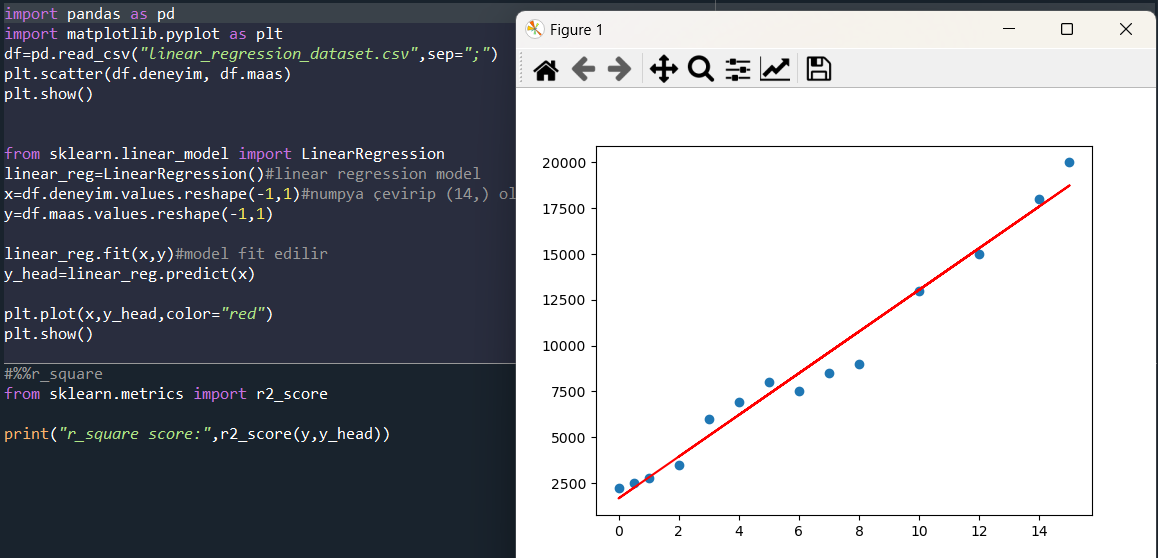 import pandas as pd
import matplotlib.pyplot as plt
df=pd.read_csv("linear_regression_dataset.csv",sep=";")
plt.scatter(df.deneyim, df.maas)
plt.show()
from sklearn.linear_model import LinearRegression
linear_reg=LinearRegression()#linear regression model
x=df.deneyim.values.reshape(-1,1)#numpya çevirip (14,) ol
y=df.maas.values.reshape(-1,1)
linear_reg.fit(x,y)#model fit edilir
y_head=linear_reg.predict(x)
plt.plot(x,y_head,color="red")
plt.show()
#%%r_square
from sklearn.metrics import r2_score
print("r_square score:",r2_score(y,y_head))
Figure 1
20000
17500
15000
12500
10000
7500
5000
2500
0 2 4 6 8 10 12 14